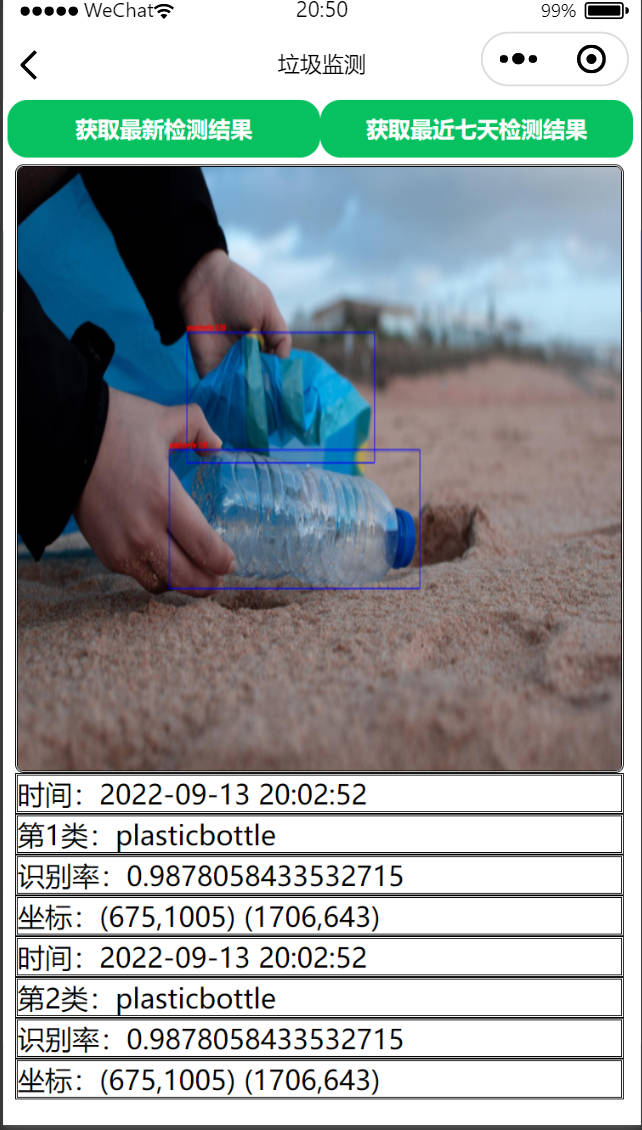 WeChat
20:50
99%
垃圾监测
获取最新检测结果
获取最近七天检测结果
时间：2022-09-13 20:02:52
第1类：plasticbottle
识别率：0.9878058433532715
坐标：(675,1005) (1706,643)
时间：2022-09-13 20:02:52
第2类：plasticbottle
识别率：0.9878058433532715
坐标：(675,1005) (1706,643)